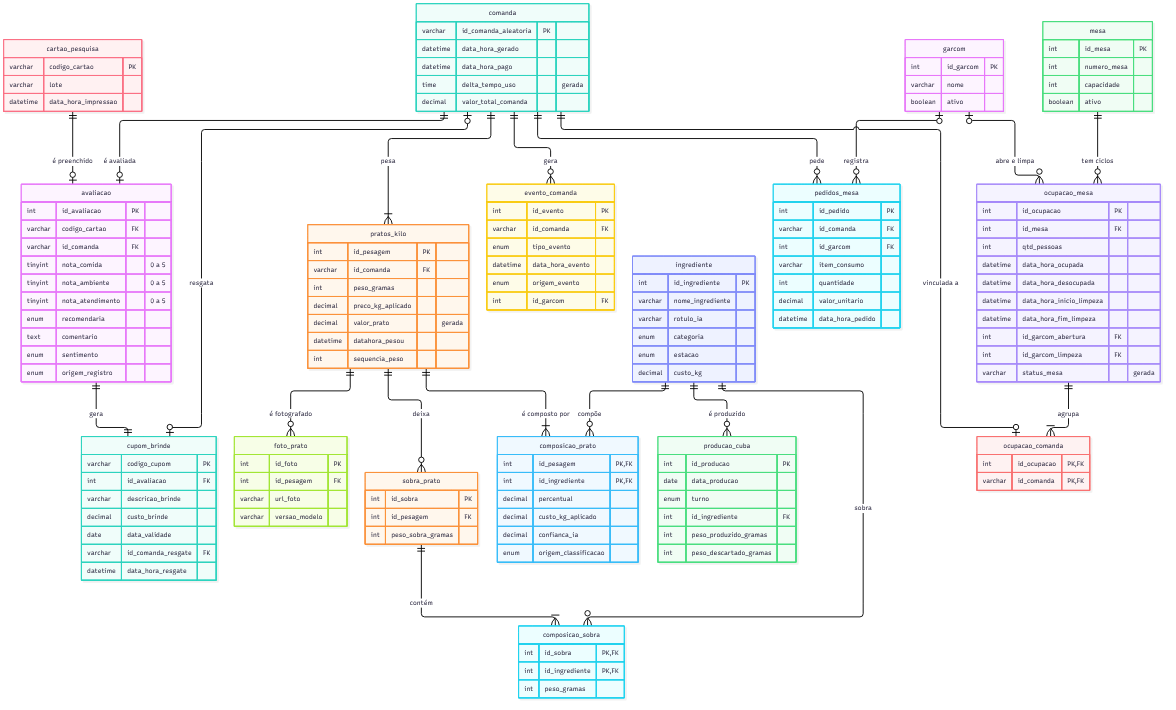 comanda
varchar id_comanda_aleatoria PK
datetime data_hora_gerado
datetime data_hora_pago
time delta_tempo_uso gerada
decimal valor_total_comanda
cartao_pesquisa
varchar codigo_cartao PK
varchar lote
datetime data_hora_impressao
garcom
int id_garcom PK
varchar nome
boolean ativo
mesa
int id_mesa PK
int numero_mesa
int capacidade
boolean ativo
é preenchido
é avaliada
pesa
gera
pede
registra
abre e limpa
tem ciclos
avaliacao
int id_avaliacao PK
varchar codigo_cartao FK
varchar id_comanda FK
tinyint nota_comida 0 a 5
tinyint nota_ambiente 0 a 5
tinyint nota_atendimento 0 a 5
enum recomendaria
text comentario
enum sentimento
enum origem_registro
resgata
pratos_kilo
int id_pesagem PK
varchar id_comanda FK
int peso_gramas
decimal preco_kg_aplicado
decimal valor_prato gerada
datetime datahora_pesou
int sequencia_peso
evento_comanda
int id_evento PK
varchar id_comanda FK
enum tipo_evento
datetime data_hora_evento
enum origem_evento
int id_garcom FK
ingrediente
int id_ingrediente PK
varchar nome_ingrediente
varchar rotulo_ia
enum categoria
enum estacao
decimal custo_kg
pedidos_mesa
int id_pedido PK
varchar id_comanda FK
int id_garcom FK
varchar item_consumo
int quantidade
decimal valor_unitario
datetime data_hora_pedido
vinculada a
ocupacao_mesa
int id_ocupacao PK
int id_mesa FK
int qtd_pessoas
datetime data_hora_ocupada
datetime data_hora_desocupada
datetime data_hora_inicio_limpeza
datetime data_hora_fim_limpeza
int id_garcom_abertura FK
int id_garcom_limpeza FK
varchar status_mesa gerada
gera
é fotografado
deixa
é composto por
compõe
é produzido
agrupa
cupom_brinde
varchar codigo_cupom PK
int id_avaliacao FK
varchar descricao_brinde
decimal custo_brinde
date data_validade
varchar id_comanda_resgate FK
datetime data_hora_resgate
foto_prato
int id_foto PK
int id_pesagem FK
varchar url_foto
varchar versao_modelo
sobra_prato
int id_sobra PK
int id_pesagem FK
int peso_sobra_gramas
composicao_prato
int id_pesagem PK,FK
int id_ingrediente PK,FK
decimal percentual
decimal custo_kg_aplicado
decimal confianca_ia
enum origem_classificacao
producao_cuba
int id_producao PK
date data_producao
enum turno
int id_ingrediente FK
int peso_produzido_gramas
int peso_descartado_gramas
sobra
ocupacao_comanda
int id_ocupacao PK,FK
varchar id_comanda PK,FK
contém
composicao_sobra
int id_sobra PK,FK
int id_ingrediente PK,FK
int peso_gramas